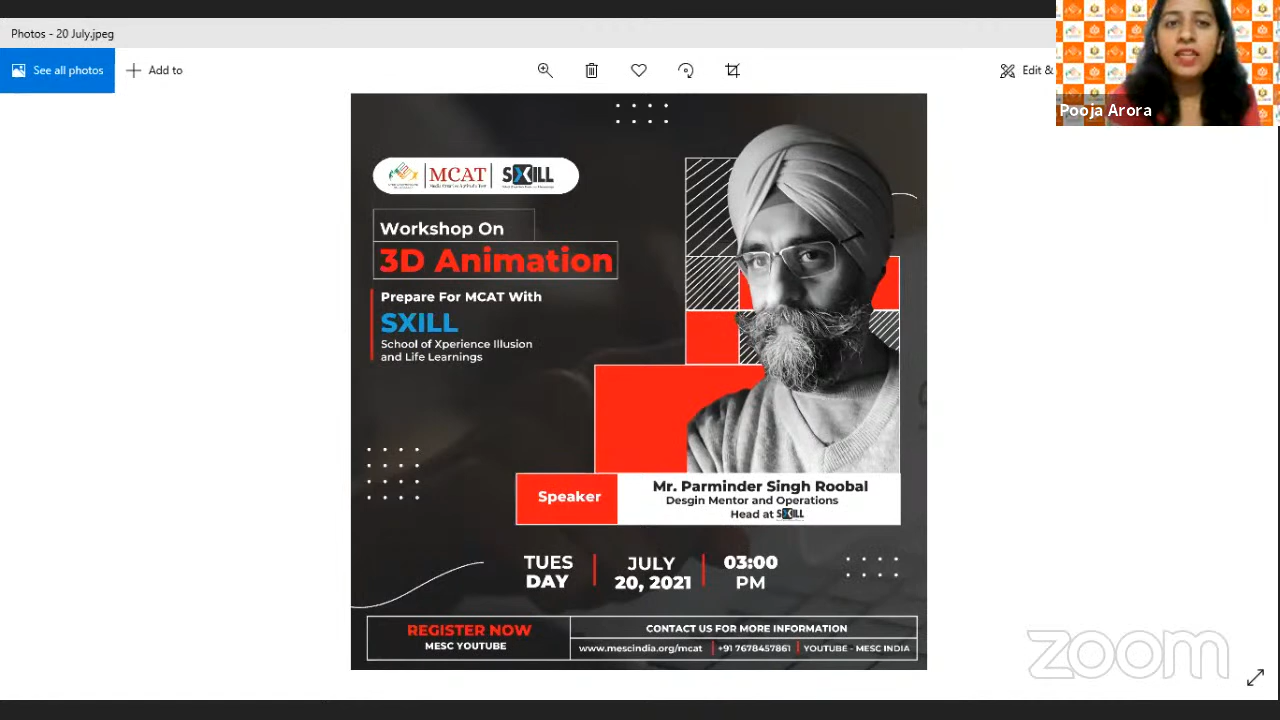 Photos - 20 July.jpeg
See all photos
Add to
Edit &
Pooja Arora
MCAT
SXILL
Workshop On
3D Animation
Prepare For MCAT With
SXILL
School of Xperience Illusion
and Life Learnings
Speaker
Mr. Parminder Singh Roobal
Desgin Mentor and Operations
Head at SXILL
TUES
DAY
JULY
20, 2021
03:00
PM
REGISTER NOW
MESC YOUTUBE
CONTACT US FOR MORE INFORMATION
www.mescindia.org/mcat
+91 7678457861
YOUTUBE - MESC INDIA
zoom